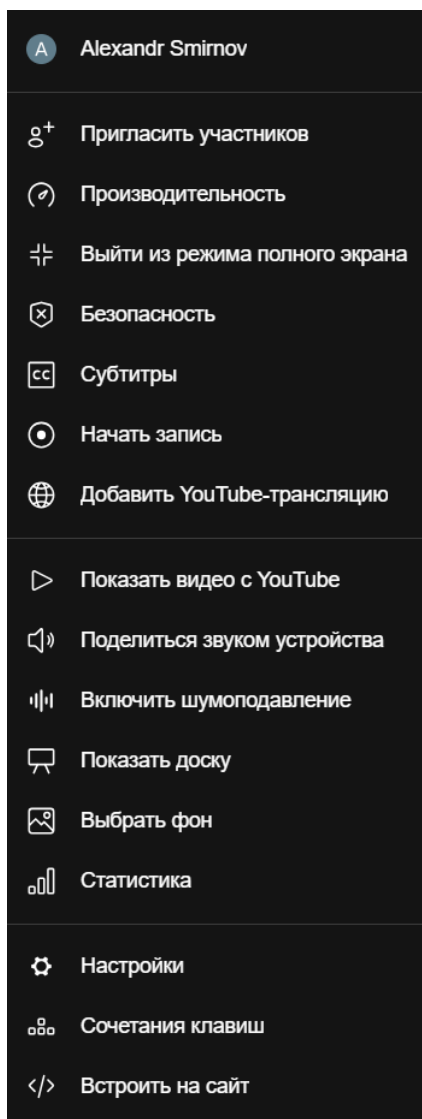 A Alexandr Smirnov
Пригласить участников
Производительность
Выйти из режима полного экрана
Безопасность
CC Субтитры
Начать запись
Добавить YouTube-трансляцию
Показать видео с YouTube
Поделиться звуком устройства
Включить шумоподавление
Показать доску
Выбрать фон
Статистика
Настройки
Сочетания клавиш
Встроить на сайт